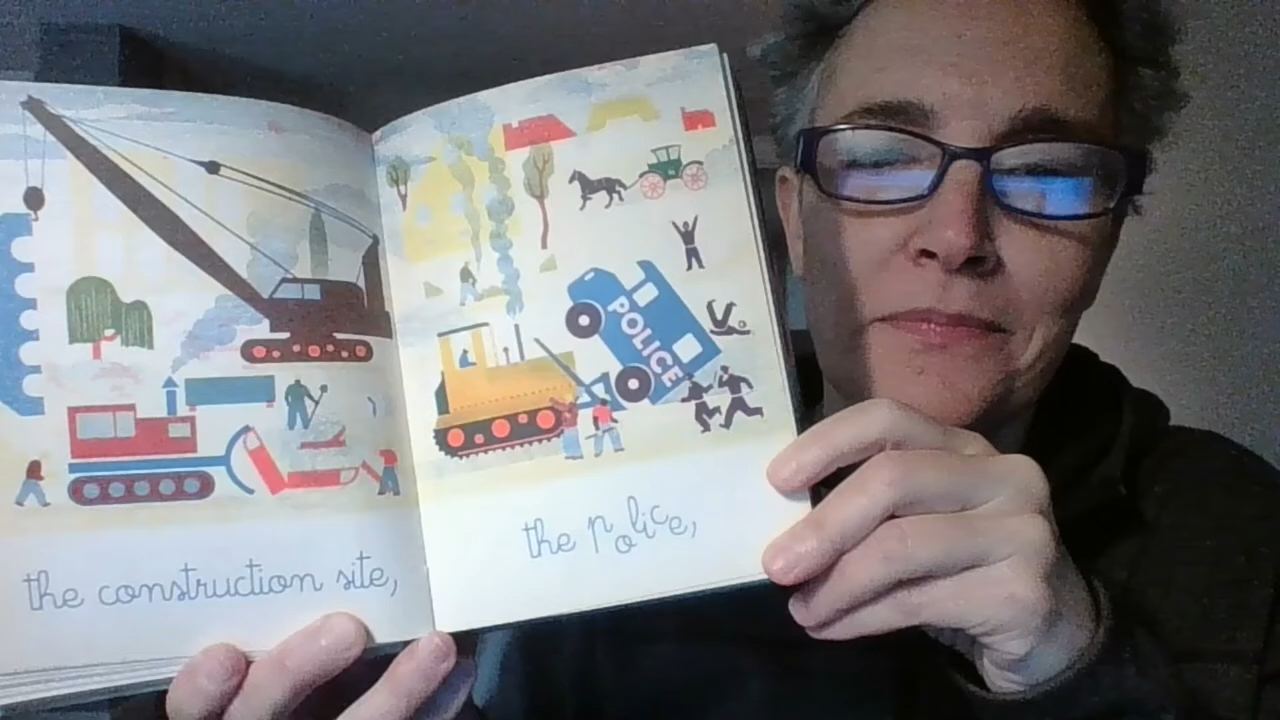 the construction site,
POLICE
the police,